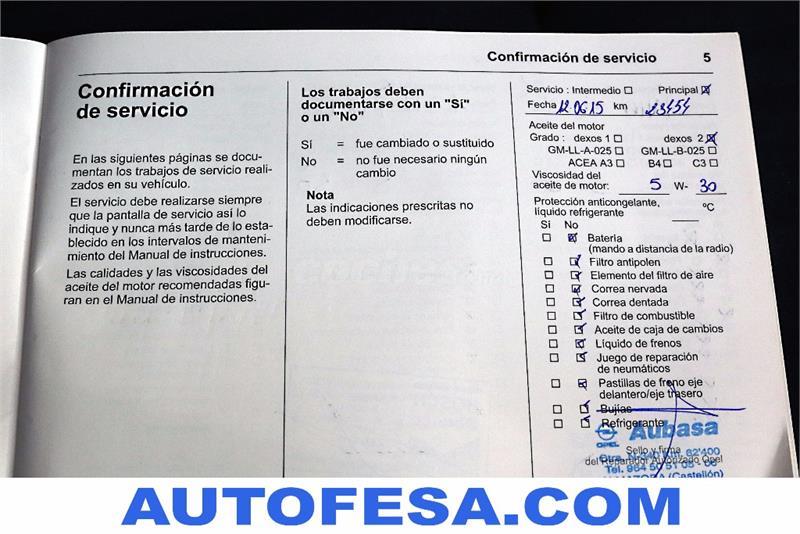 Confirmación de servicio 5
Confirmación
de servicio
En las siguientes páginas se docu-
mentan los trabajos de servicio reali-
zados en su vehículo.
El servicio debe realizarse siempre
que la pantalla de servicio así lo
indique y nunca más tarde de lo esta-
blecido en los intervalos de manteni-
miento del Manual de instrucciones.
Las calidades y las viscosidades del
aceite del motor recomendadas figu-
ran en el Manual de instrucciones.
Los trabajos deben
documentarse con un "Sí"
o un "No"
Sí = fue cambiado o sustituido
No = no fue necesario ningún
cambio
Nota
Las indicaciones prescritas no
deben modificarse.
Servicio : Intermedio ☐ Principal ☒
Fecha 12.06.15 km 23454
Aceite del motor
Grado : dexos 1 ☐ dexos 2 ☒
GM-LL-A-025 ☐ GM-LL-B-025 ☐
ACEA A3 ☐ B4 ☐ C3 ☐
Viscosidad del
aceite de motor: 5 W- 30
Protección anticongelante,
líquido refrigerante ºC
Sí No
Batería
(mando a distancia de la radio)
Filtro antipolen
Elemento del filtro de aire
Correa nervada
Correa dentada
Filtro de combustible
Aceite de caja de cambios
Líquido de frenos
Juego de reparación
de neumáticos
Pastillas de freno eje
delantero/eje trasero
Bujías
Refrigerante
OPEL Aubasa
Sello y firma
del Reparador Autorizado Opel
(Castellón)
AUTOFESA.COM